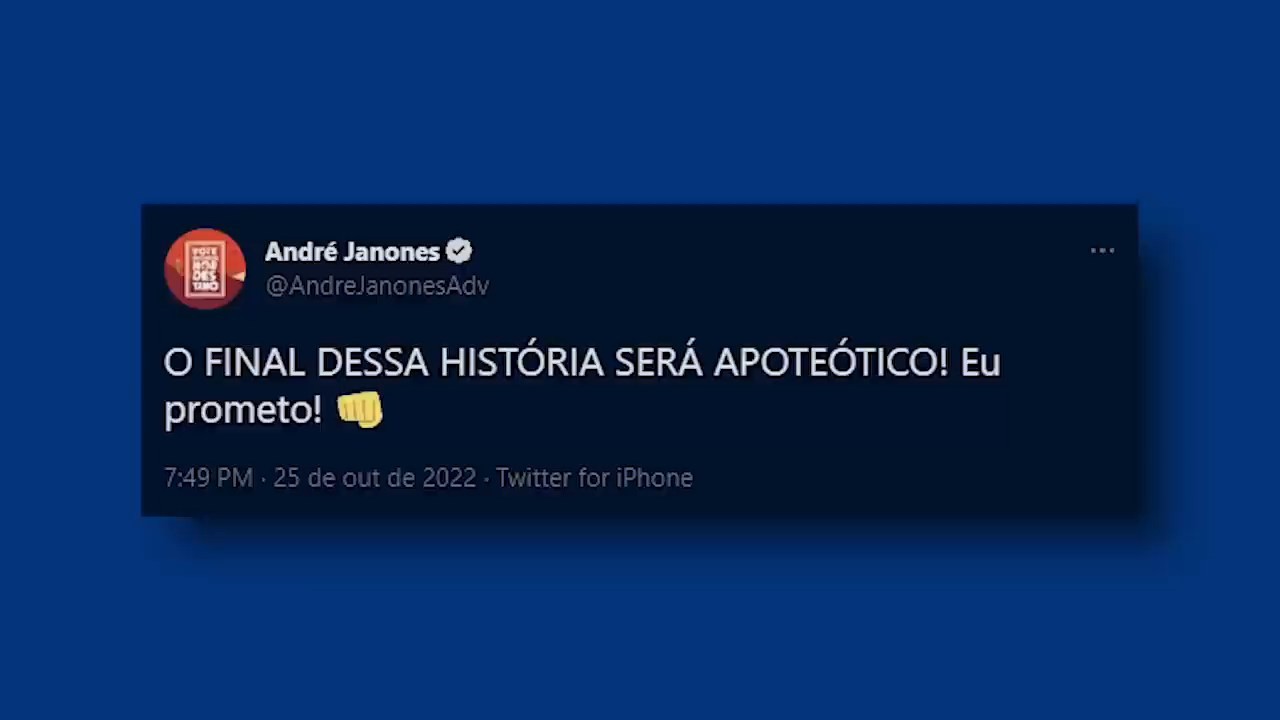 VOTE
André Janones
@AndreJanonesAdv
O FINAL DESSA HISTÓRIA SERÁ APOTEÓTICO! Eu
prometo! 👊
7:49 PM · 25 de out de 2022 · Twitter for iPhone